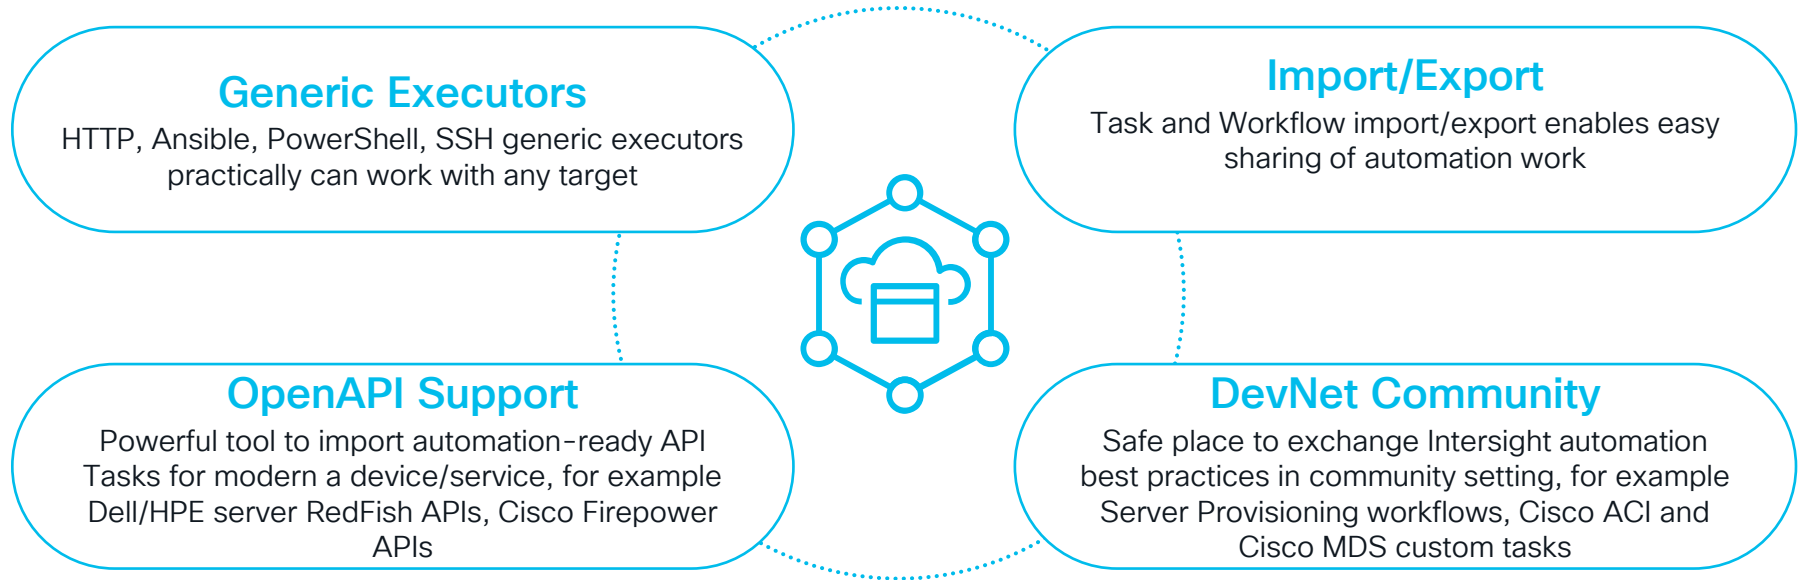 Generic Executors
HTTP, Ansible, PowerShell, SSH generic executors
practically can work with any target
Import/Export
Task and Workflow import/export enables easy
sharing of automation work
OpenAPI Support
Powerful tool to import automation-ready API
Tasks for modern a device/service, for example
Dell/HPE server RedFish APIs, Cisco Firepower
APIs
DevNet Community
Safe place to exchange Intersight automation
best practices in community setting, for example
Server Provisioning workflows, Cisco ACI and
Cisco MDS custom tasks